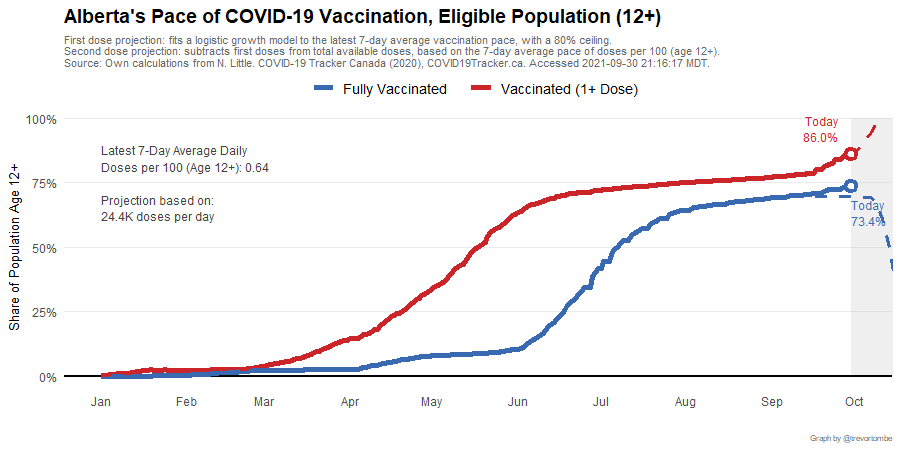 Alberta's Pace of COVID-19 Vaccination, Eligible Population (12+)
First dose projection: fits a logistic growth model to the latest 7-day average vaccination pace, with a 80% ceiling.
Second dose projection: subtracts first doses from total available doses, based on the 7-day average pace of doses per 100 (age 12+).
Source: Own calculations from N. Little. COVID-19 Tracker Canada (2020), COVID19Tracker.ca. Accessed 2021-09-30 21:16:17 MDT.
Fully Vaccinated
Vaccinated (1+ Dose)
Share of Population Age 12+
100%
75%
50%
25%
0%
Latest 7-Day Average Daily
Doses per 100 (Age 12+): 0.64
Projection based on:
24.4K doses per day
Today
86.0%
Today
73.4%
Jan Feb Mar Apr May Jun Jul Aug Sep Oct
Graph by @trevortombe